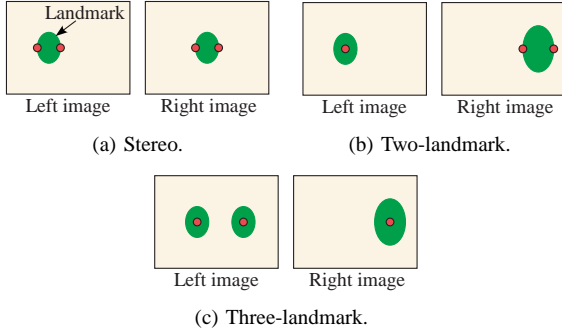 Landmark
Left image Right image Left image Right image
(a) Stereo. (b) Two-landmark.
Left image Right image
(c) Three-landmark.